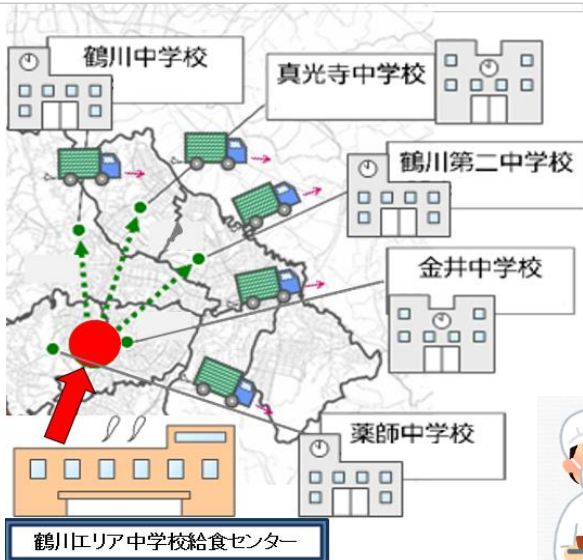 鶴川中学校
真光寺中学校
鶴川第二中学校
金井中学校
薬師中学校
鶴川エリア中学校給食センター